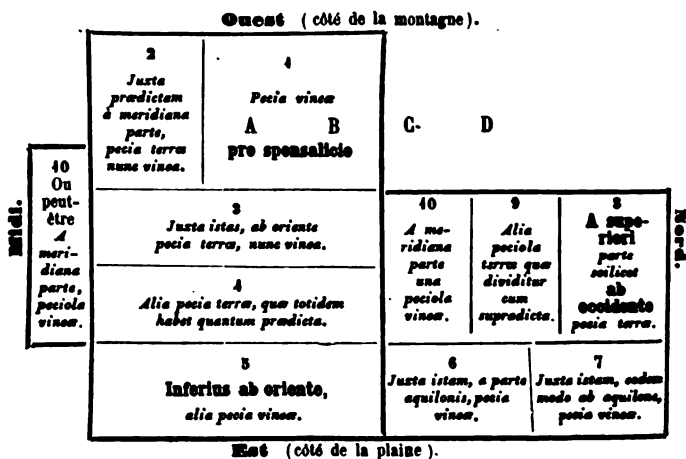 Ouest (côté de la montagne).
2
Juxta
prædictam
à meridiana
parte,
pecia terræ
nunc vinea.
1
Pecia vineæ
A B
pro sponsalicio
C. D
Midi.
10
Ou
peut-
être
A
meri-
diana
parte,
peciola
vineæ.
3
Juxta istas, ab oriente
pecia terræ, nunc vinea.
4
Alia pecia terræ, quæ totidem
habet quantum prædicta.
5
Inferius ab oriente,
alia pecia vineæ.
10
A me-
ridiana
parte
una
peciola
vineæ.
9
Alia
peciola
terræ quæ
dividitur
cum
supradicta.
8
A supe-
riori
parte
scilicet
ab
occidente
pecia terræ.
Nord.
6
Juxta istam, a parte
aquilonis, pecia
vineæ.
7
Juxta istam, eodem
modo ab aquilone,
pecia vineæ.
Est (côté de la plaine).